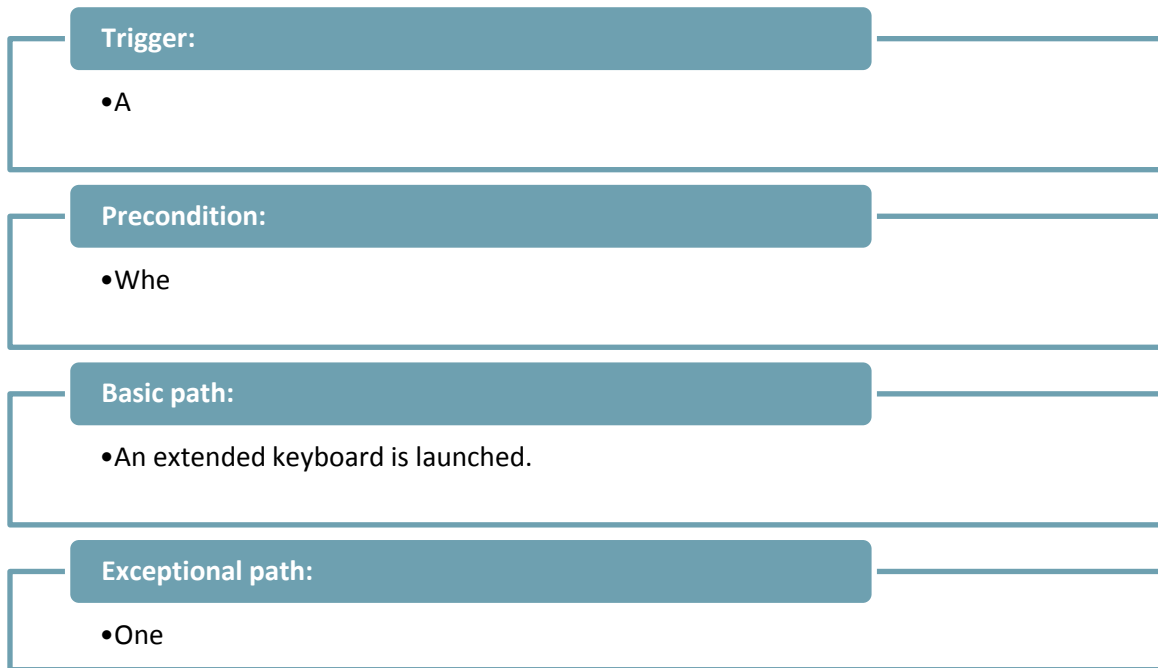 Trigger:
•A
Precondition:
•Whe
Basic path:
•An extended keyboard is launched.
Exceptional path:
•One